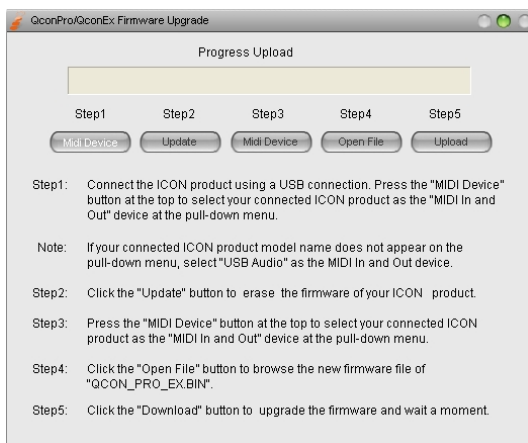 QconPro/QconEx Firmware Upgrade
Progress Upload
Step1 Step2 Step3 Step4 Step5
Midi Device Update Midi Device Open File Upload
Step1: Connect the ICON product using a USB connection. Press the "MIDI Device"
button at the top to select your connected ICON product as the "MIDI In and
Out" device at the pull-down menu.
Note: If your connected ICON product model name does not appear on the
pull-down menu, select "USB Audio" as the MIDI In and Out device.
Step2: Click the "Update" button to erase the firmware of your ICON product.
Step3: Press the "MIDI Device" button at the top to select your connected ICON
product as the "MIDI In and Out" device at the pull-down menu.
Step4: Click the "Open File" button to browse the new firmware file of
"QCON_PRO_EX.BIN".
Step5: Click the "Download" button to upgrade the firmware and wait a moment.